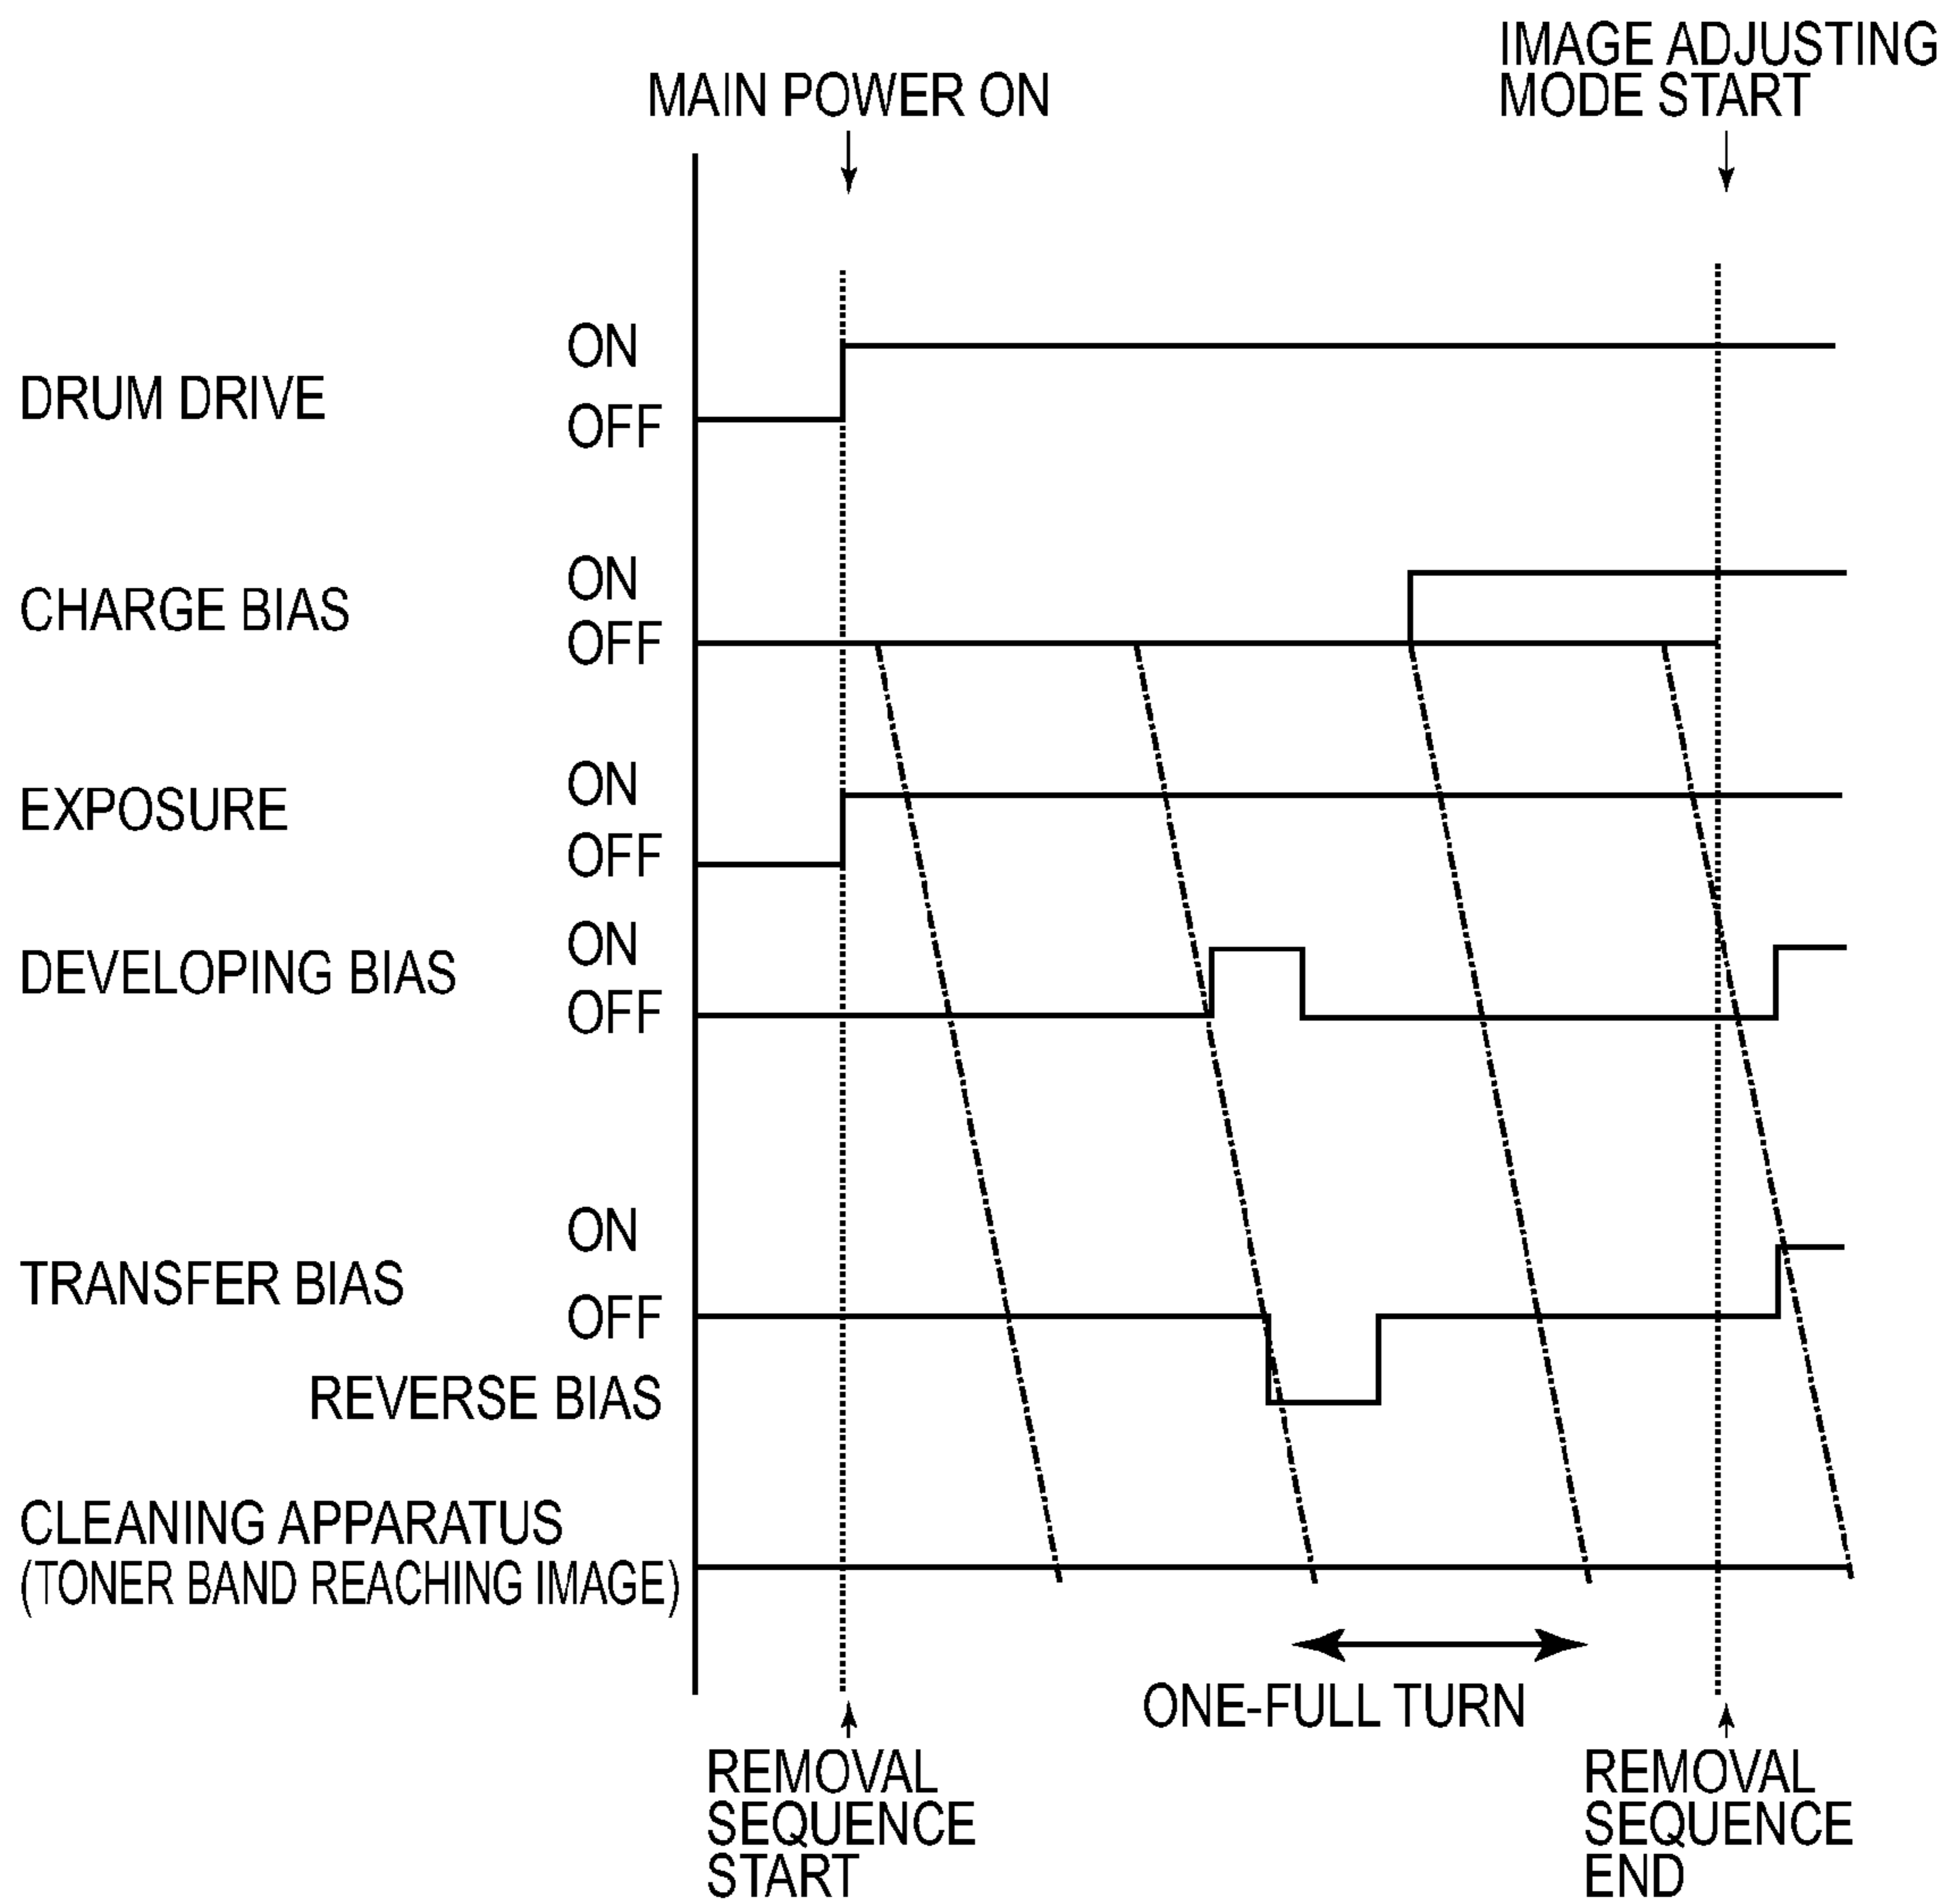 IMAGE ADJUSTING
MODE START
MAIN POWER ON
DRUM DRIVE
ON
OFF
CHARGE BIAS
ON
OFF
EXPOSURE
ON
OFF
DEVELOPING BIAS
ON
OFF
TRANSFER BIAS
ON
OFF
REVERSE BIAS
CLEANING APPARATUS
(TONER BAND REACHING IMAGE)
ONE-FULL TURN
REMOVAL
SEQUENCE
START
REMOVAL
SEQUENCE
END